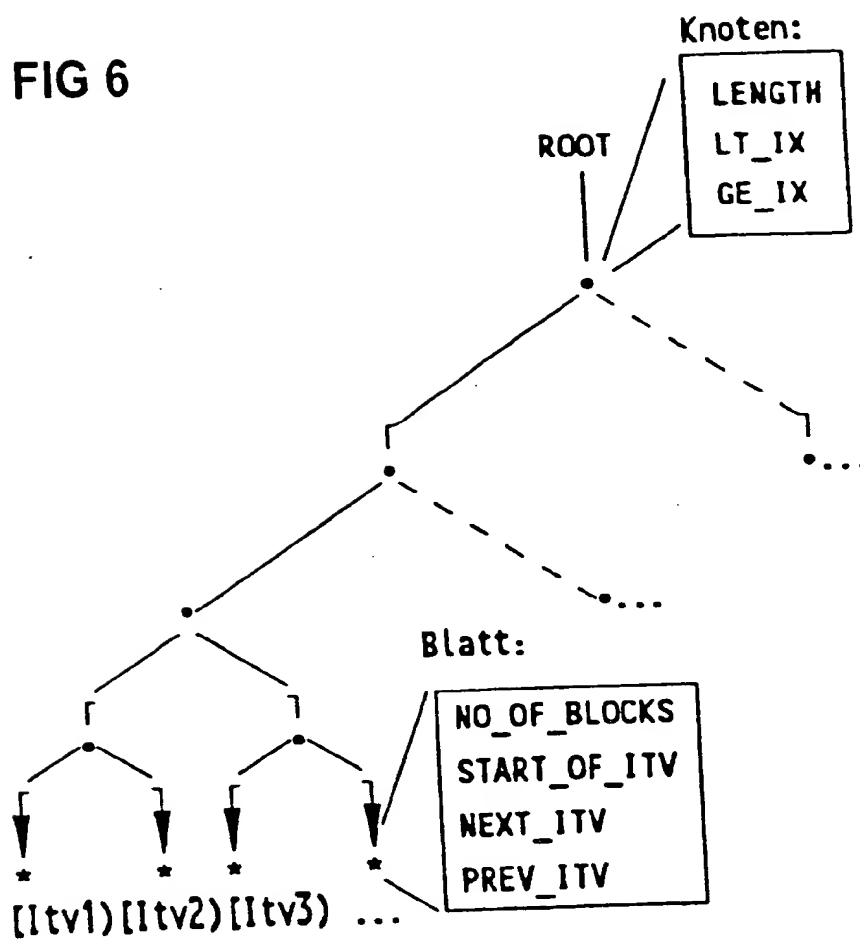 FIG 6
Knoten:
LENGTH
LT_IX
GE_IX
ROOT
...
...
Blatt:
NO_OF_BLOCKS
START_OF_ITV
NEXT_ITV
PREV_ITV
* * * *
[Itv1)[Itv2)[Itv3) ...